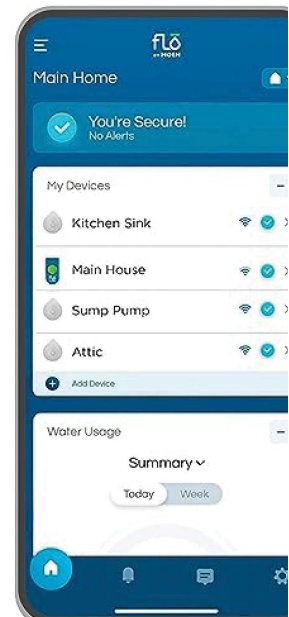 flō
BY MOEN
Main Home
You're Secure!
No Alerts
My Devices
Kitchen Sink
Main House
Sump Pump
Attic
Add Device
Water Usage
Summary
Today Week